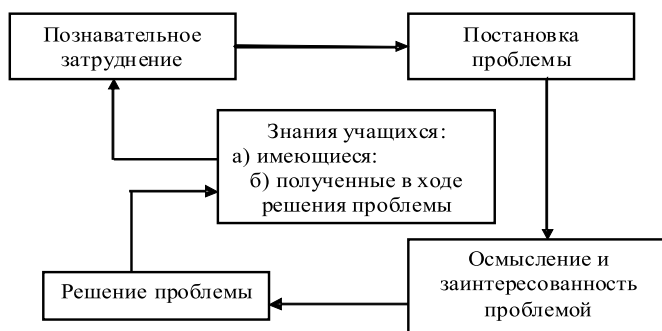 Познавательное
затруднение
Постановка
проблемы
Знания учащихся:
а) имеющиеся:
б) полученные в ходе
решения проблемы
Решение проблемы
Осмысление и
заинтересованность
проблемой